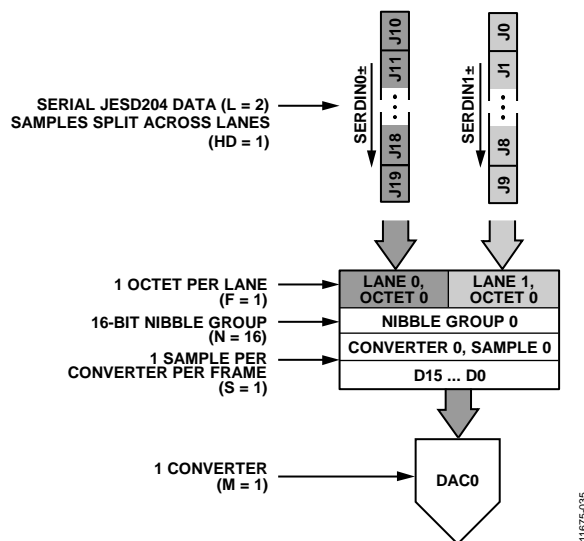 J10
J11
J18
J19
SERDIN0±
J0
J1
J8
J9
SERDIN1±
SERIAL JESD204 DATA (L = 2)
SAMPLES SPLIT ACROSS LANES
(HD = 1)
1 OCTET PER LANE
(F = 1)
LANE 0,
OCTET 0
LANE 1,
OCTET 0
16-BIT NIBBLE GROUP
(N = 16)
NIBBLE GROUP 0
1 SAMPLE PER
CONVERTER PER FRAME
(S = 1)
CONVERTER 0, SAMPLE 0
D15 ... D0
1 CONVERTER
(M = 1)
DAC0
11675-035